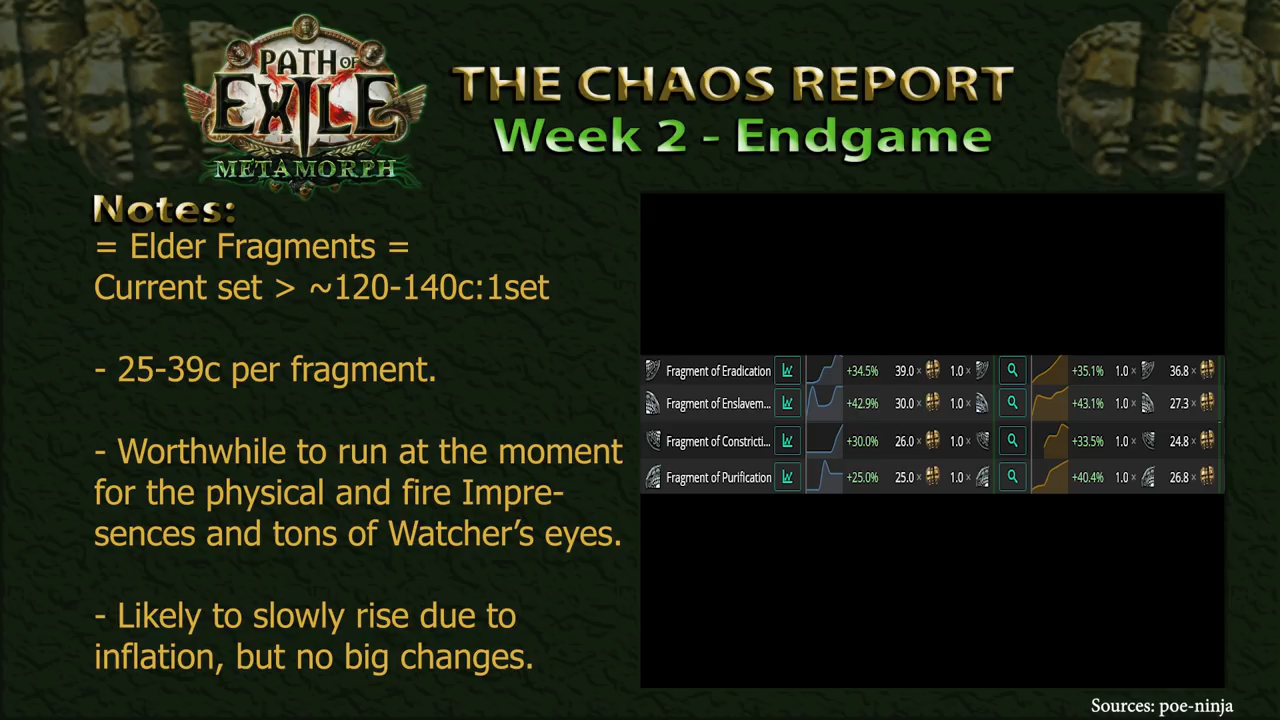 PATH OF
EXILE
METAMORPH
THE CHAOS REPORT
Week 2 - Endgame
Notes:
= Elder Fragments =
Current set > ~120-140c:1set
- 25-39c per fragment.
- Worthwhile to run at the moment
for the physical and fire Impre-
sences and tons of Watcher's eyes.
- Likely to slowly rise due to
inflation, but no big changes.
Fragment of Eradication +34.5% 39.0 × 1.0 × +35.1% 1.0 × 36.8 ×
Fragment of Enslavem... +42.9% 30.0 × 1.0 × +43.1% 1.0 × 27.3 ×
Fragment of Constricti... +30.0% 26.0 × 1.0 × +33.5% 1.0 × 24.8 ×
Fragment of Purification +25.0% 25.0 × 1.0 × +40.4% 1.0 × 26.8 ×
Sources: poe-ninja